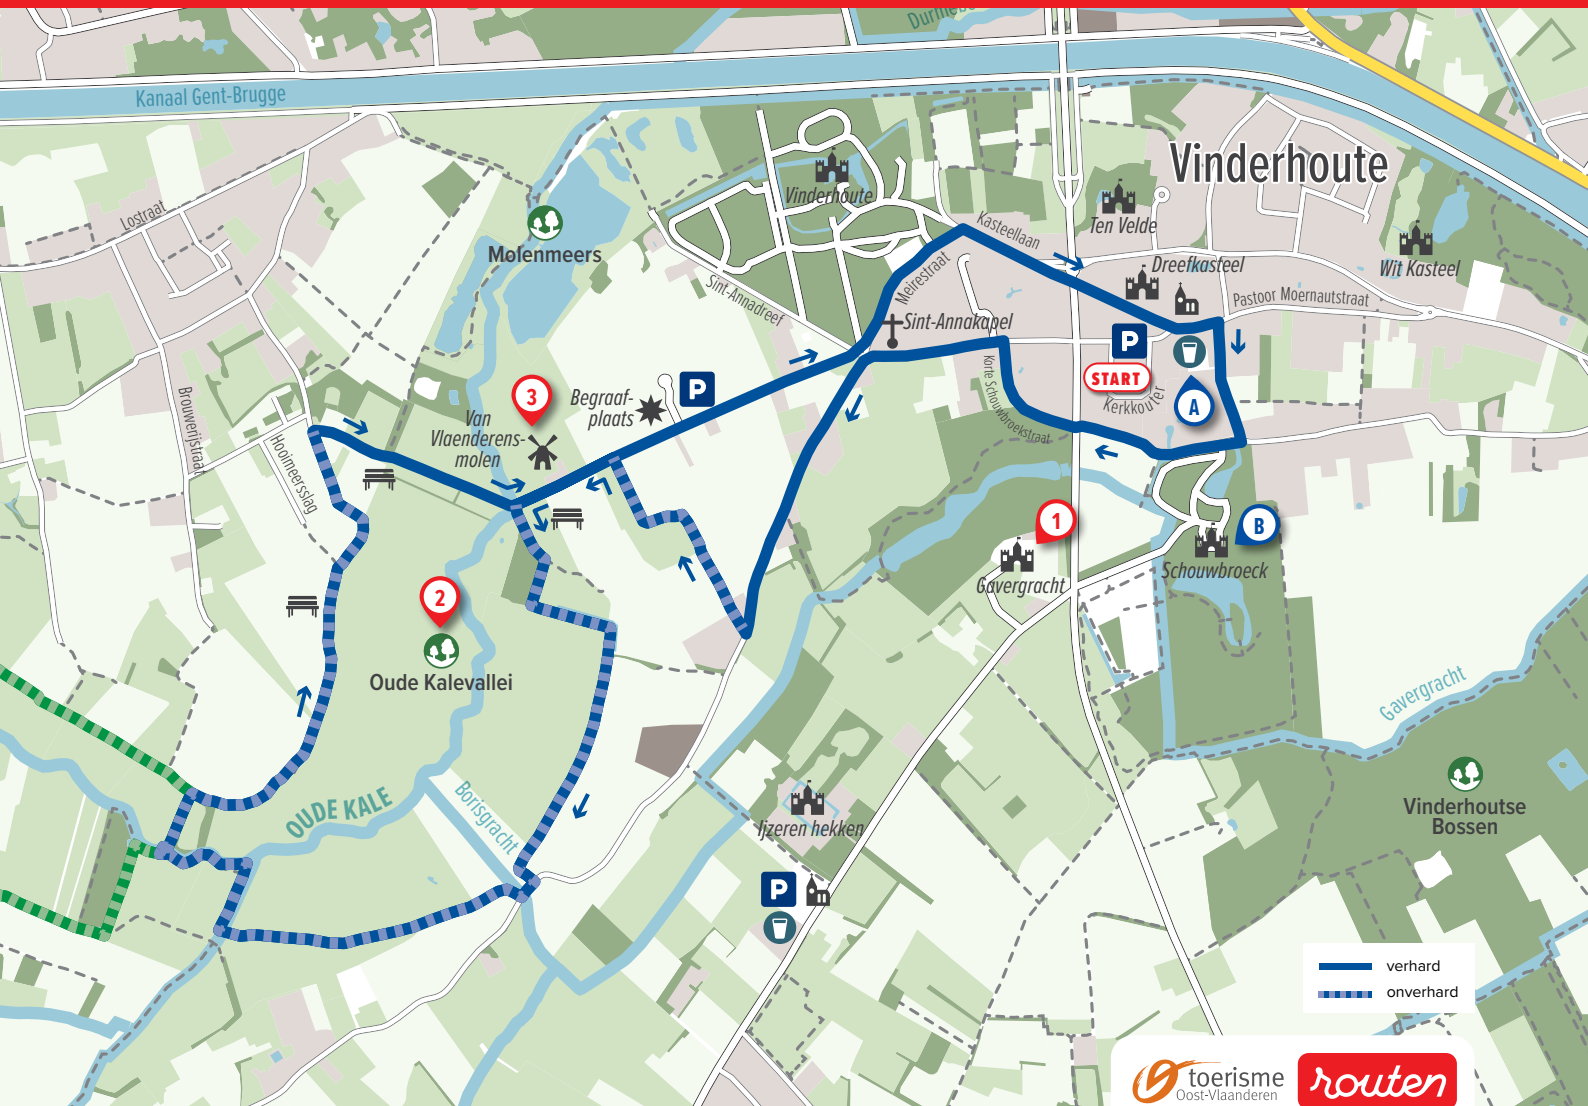 Durme
Kanaal Gent-Brugge
Vinderhoute
Lostraat
Vinderhoute
Ten Velde
Kasteellaan
Molenmeers
Dreefkasteel
Wit Kasteel
Meirestraat
Sint-Annadreef
Pastoor Moernautstraat
Sint-Annakapel
P
START
Kerkkouter
A
Korte Schouwbroekstraat
P
3
Begraaf-
plaats
Van
Vlaenderens-
molen
Brouwerijstraat
Hooimeersslag
1
B
Gavergracht
Schouwbroeck
2
Oude Kalevallei
Gavergracht
OUDE KALE
Borisgracht
Ijzeren hekken
Vinderhoutse
Bossen
P
verhard
onverhard
toerisme
Oost-Vlaanderen
routen